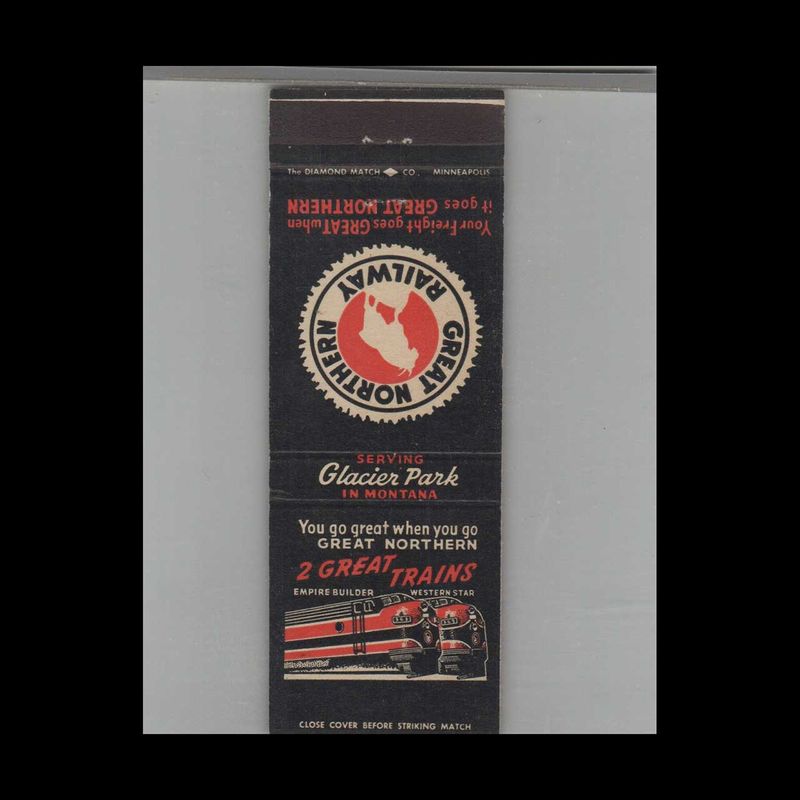 The DIAMOND MATCH CO. MINNEAPOLIS
Your Freight goes GREAT when
it goes GREAT NORTHERN
GREAT NORTHERN
RAILWAY
SERVING
Glacier Park
IN MONTANA
You go great when you go
GREAT NORTHERN
2 GREAT TRAINS
EMPIRE BUILDER WESTERN STAR
CLOSE COVER BEFORE STRIKING MATCH